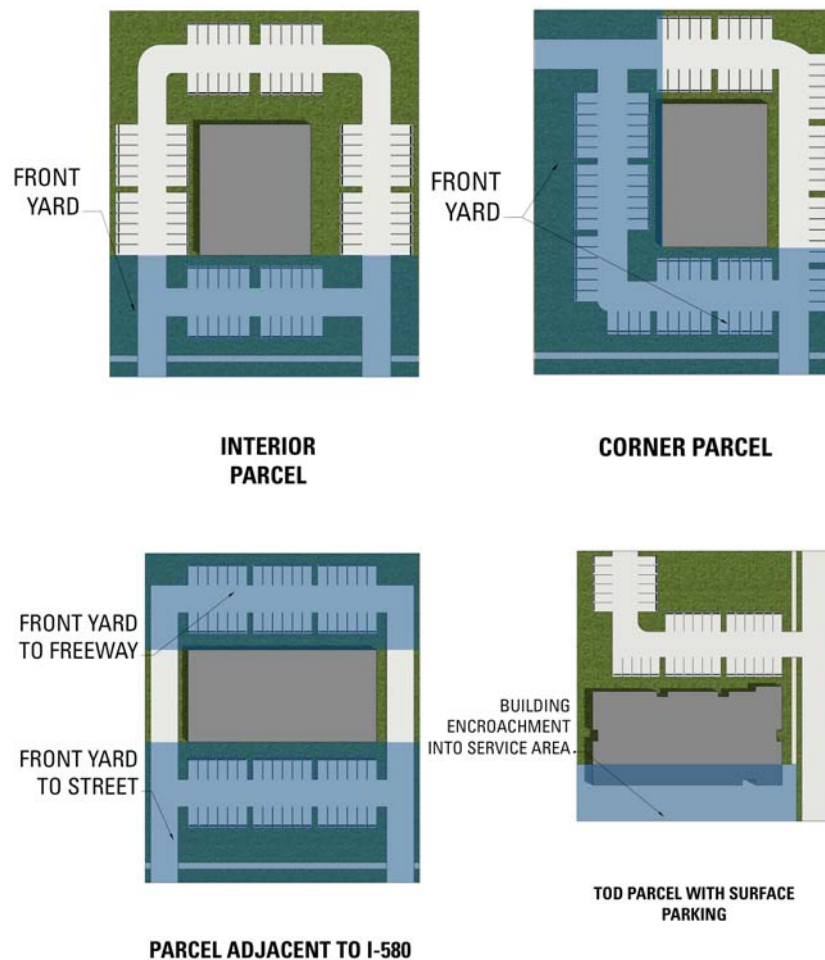 FRONT
YARD
INTERIOR
PARCEL
FRONT
YARD
CORNER PARCEL
FRONT YARD
TO FREEWAY
FRONT YARD
TO STREET
PARCEL ADJACENT TO I-580
BUILDING
ENCROACHMENT
INTO SERVICE AREA
TOD PARCEL WITH SURFACE
PARKING